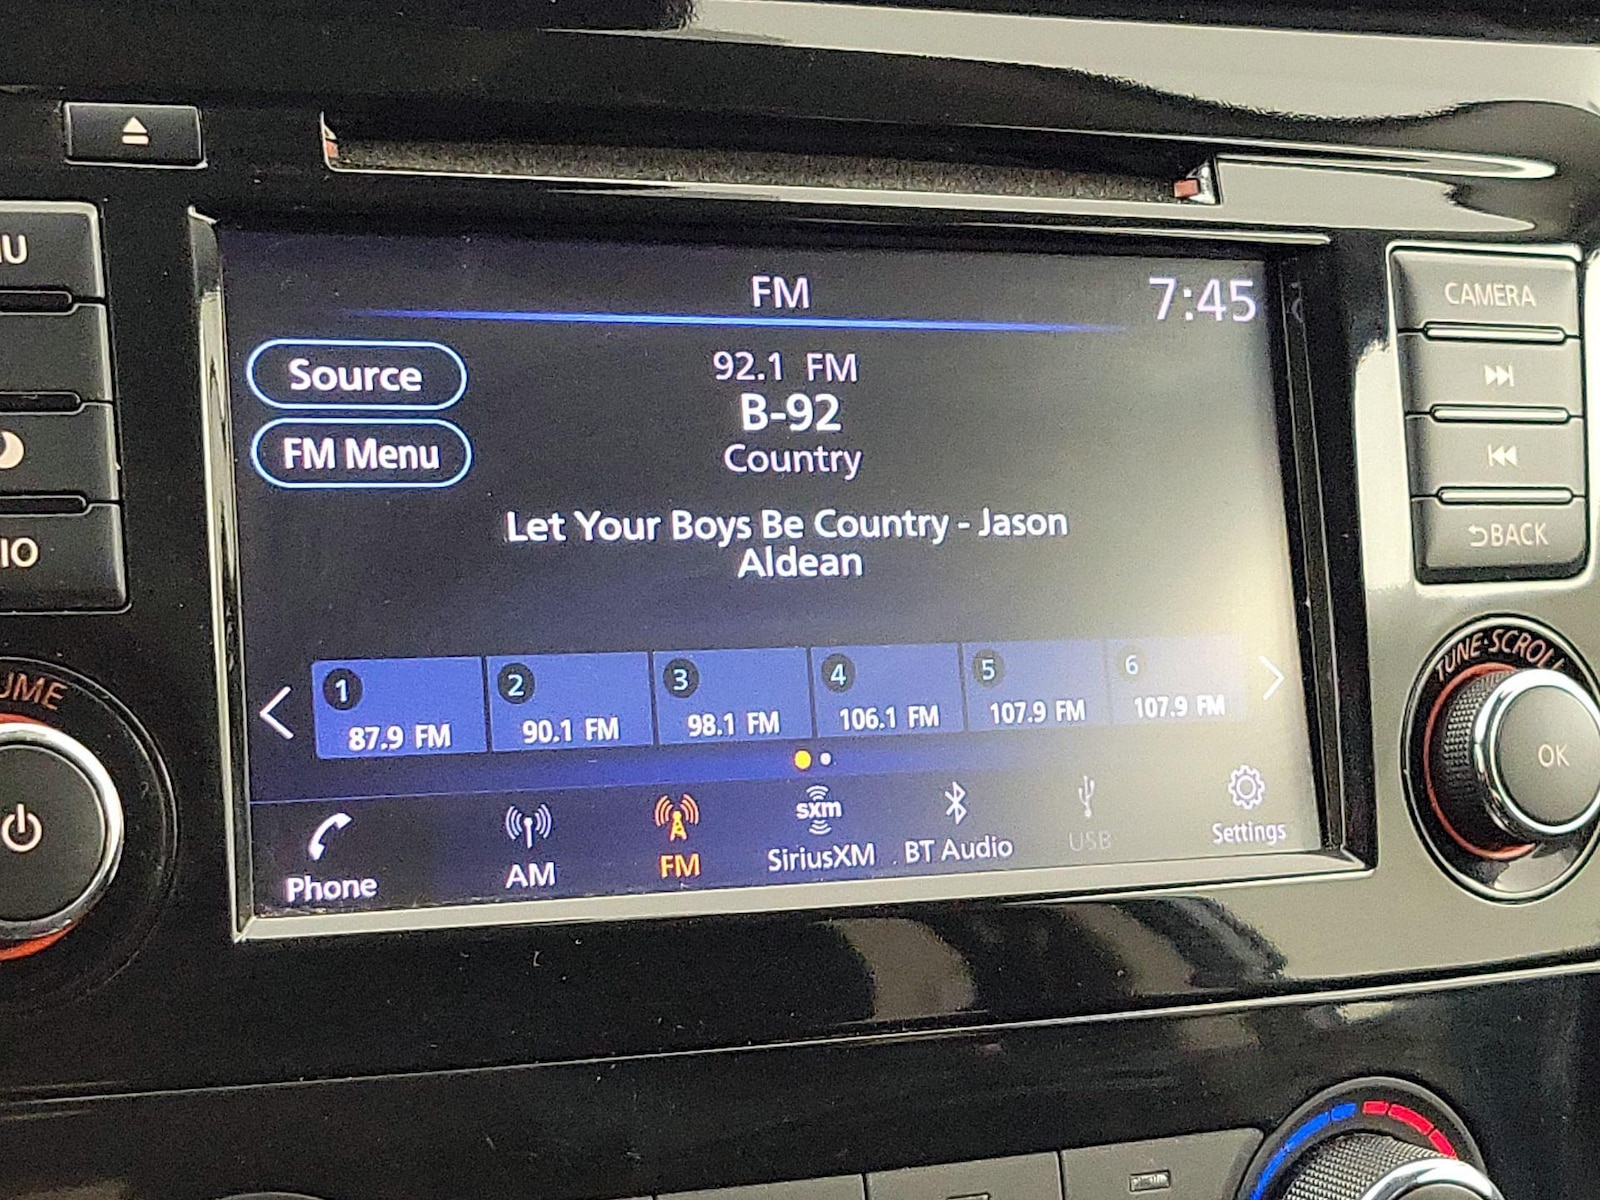 FM
7:45
CAMERA
Source
92.1 FM
B-92
FM Menu
Country
BACK
Let Your Boys Be Country - Jason
Aldean
TUNE·SCROLL
1
87.9 FM
2
90.1 FM
3
98.1 FM
4
106.1 FM
5
107.9 FM
6
107.9 FM
OK
Phone
AM
FM
sxm
SiriusXM
BT Audio
USB
Settings